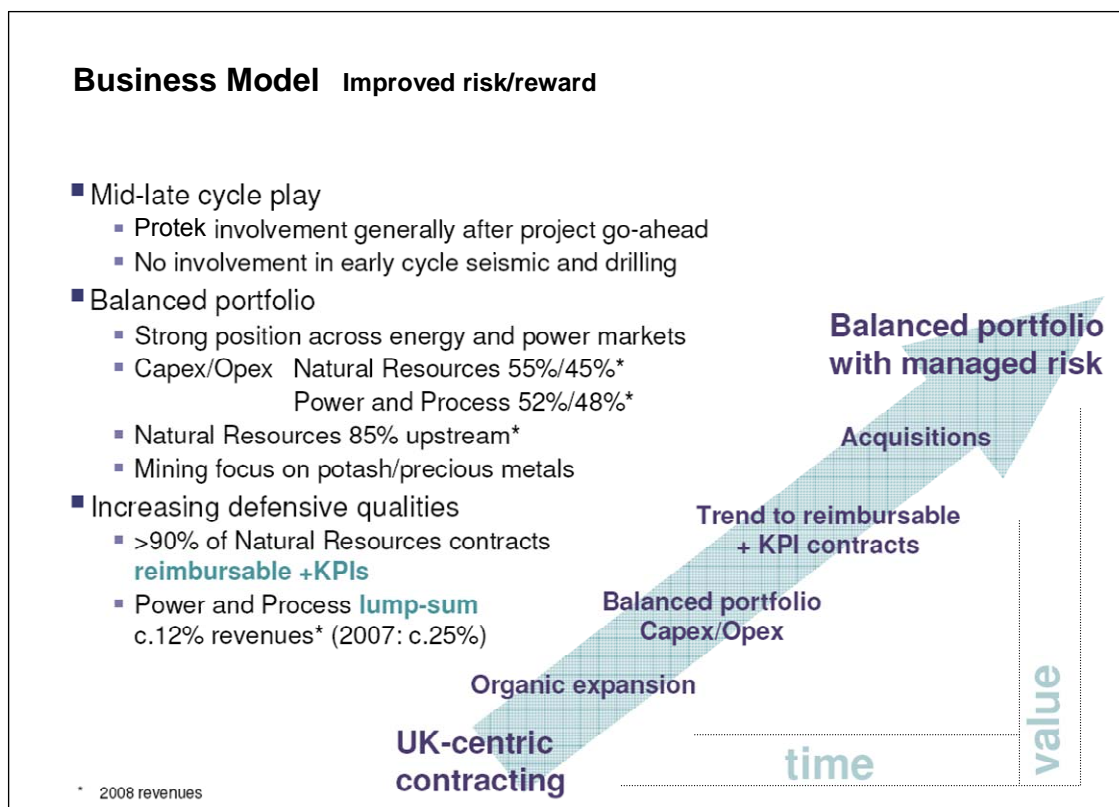 Business Model Improved risk/reward
Mid-late cycle play
Protek involvement generally after project go-ahead
No involvement in early cycle seismic and drilling
Balanced portfolio
Strong position across energy and power markets
Capex/Opex Natural Resources 55%/45%*
Power and Process 52%/48%*
Natural Resources 85% upstream*
Mining focus on potash/precious metals
Increasing defensive qualities
>90% of Natural Resources contracts
reimbursable +KPIs
Power and Process lump-sum
c.12% revenues* (2007: c.25%)
Balanced portfolio
with managed risk
Acquisitions
Trend to reimbursable
+ KPI contracts
Balanced portfolio
Capex/Opex
Organic expansion
UK-centric
contracting
time
value
* 2008 revenues